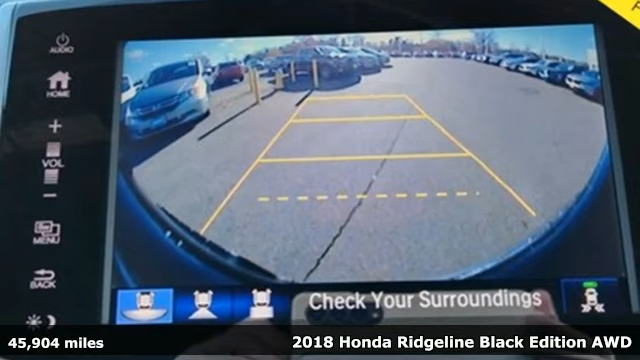 AUDIO
HOME
+
VOL
–
MENU
BACK
Check Your Surroundings
45,904 miles
2018 Honda Ridgeline Black Edition AWD